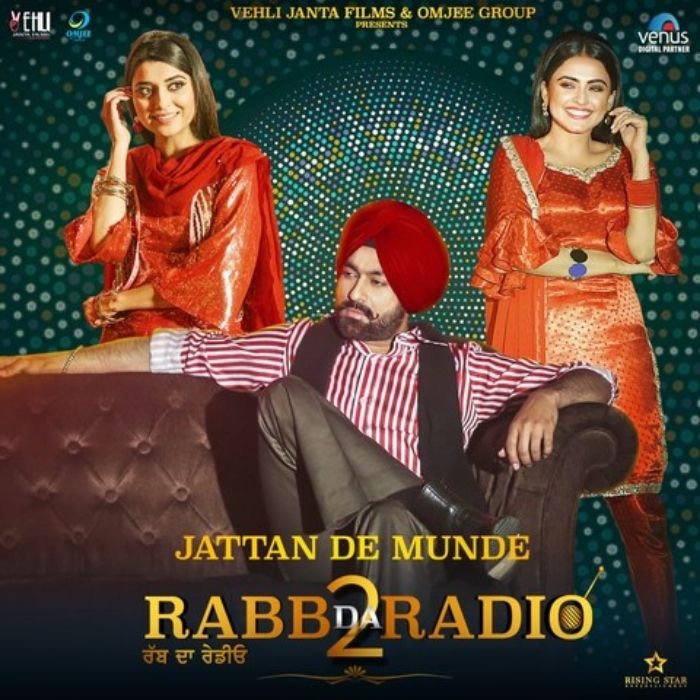 VEHLI JANTA FILMS & OMJEE GROUP
PRESENTS
VEHLI
OMJEE
venus
DIGITAL PARTNER
JATTAN DE MUNDE
RABB DA RADIO 2
ਰੱਬ ਦਾ ਰੇਡੀਓ
RISING STAR
ENTERTAINMENT